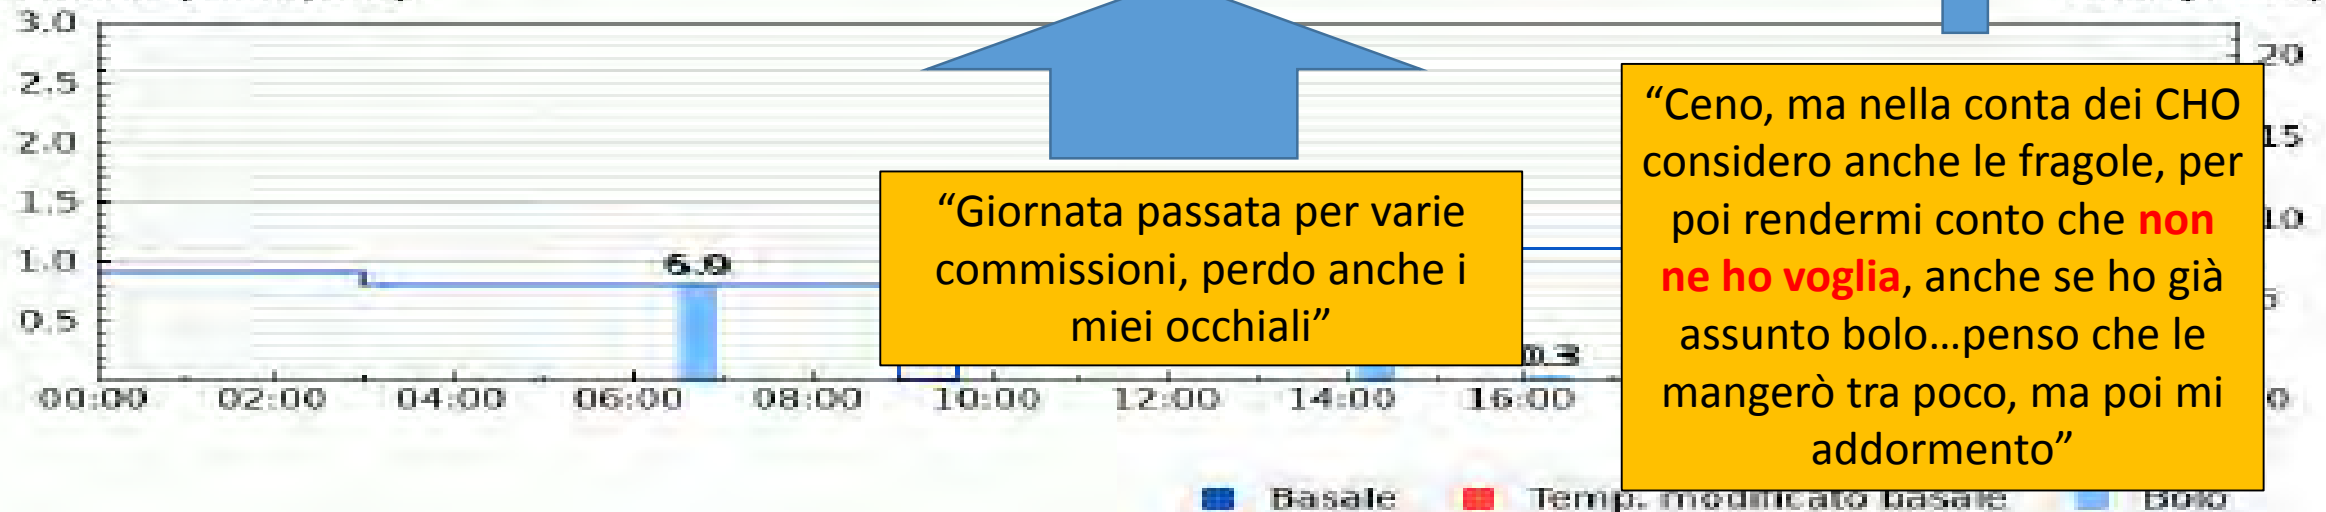 3.0
20
2.5
2.0
15
1.5
10
1.0
0.5
00:00 02:00 04:00 06:00 08:00 10:00 12:00 14:00 16:00
0
0.3
“Giornata passata per varie
commissioni, perdo anche i
miei occhiali”
“Ceno, ma nella conta dei CHO
considero anche le fragole, per
poi rendermi conto che non
ne ho voglia, anche se ho già
assunto bolo…penso che le
mangerò tra poco, ma poi mi
addormento”
Basale Temp. modificato basale Bolo